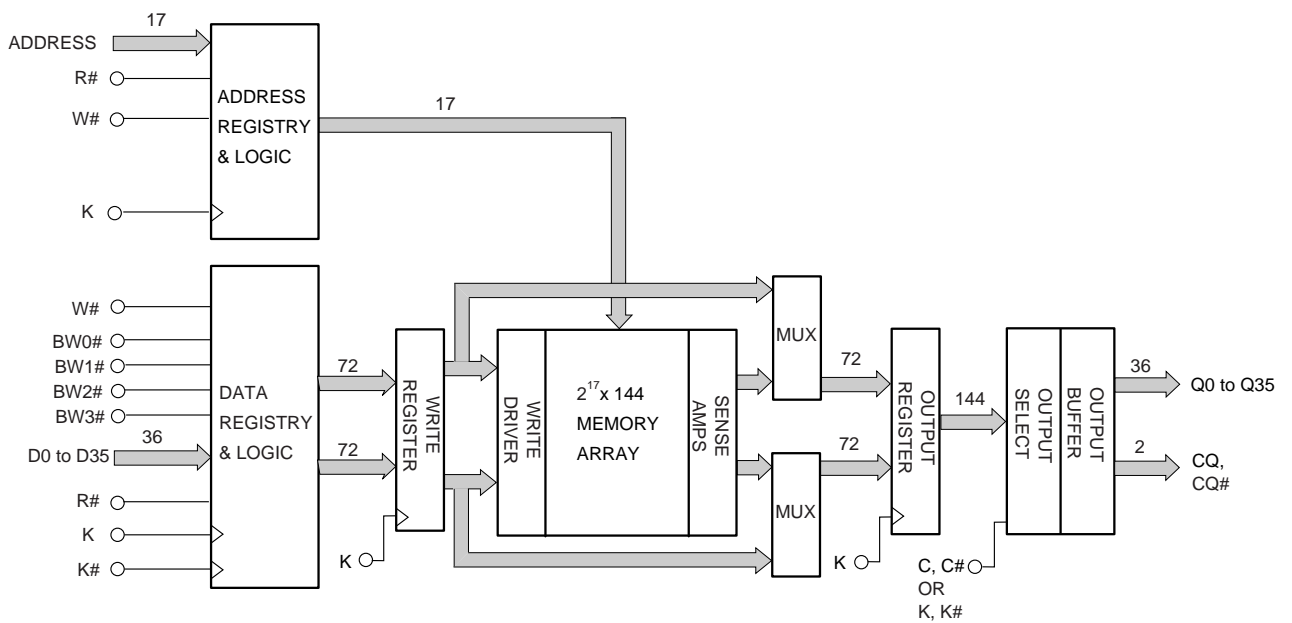 17
ADDRESS
R#
W#
K
ADDRESS
REGISTRY
& LOGIC
17
W#
BW0#
BW1#
BW2#
BW3#
36
D0 to D35
R#
K
K#
DATA
REGISTRY
& LOGIC
72
72
WRITE
REGISTER
K
WRITE
DRIVER
2^17 x 144
MEMORY
ARRAY
SENSE
AMPS
MUX
MUX
72
72
OUTPUT
REGISTER
K
144
OUTPUT
SELECT
OUTPUT
BUFFER
C, C#
OR
K, K#
36
Q0 to Q35
2
CQ,
CQ#